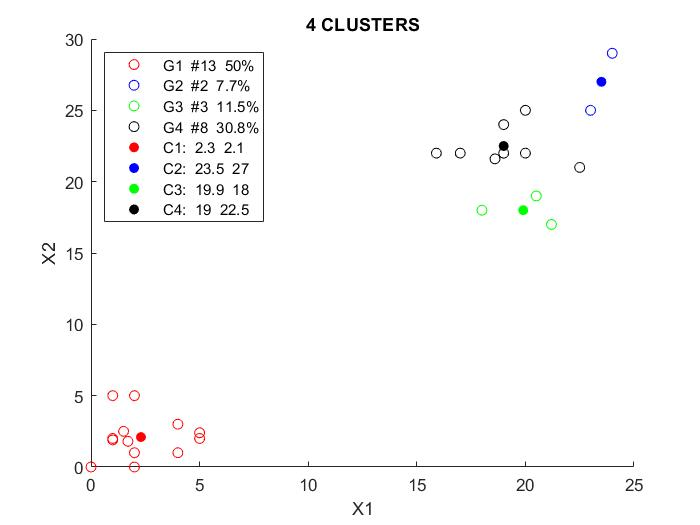 4 CLUSTERS
30
G1 #13 50%
G2 #2 7.7%
G3 #3 11.5%
G4 #8 30.8%
C1: 2.3 2.1
C2: 23.5 27
C3: 19.9 18
C4: 19 22.5
25
20
X2
15
10
5
0
0 5 10 15 20 25
X1